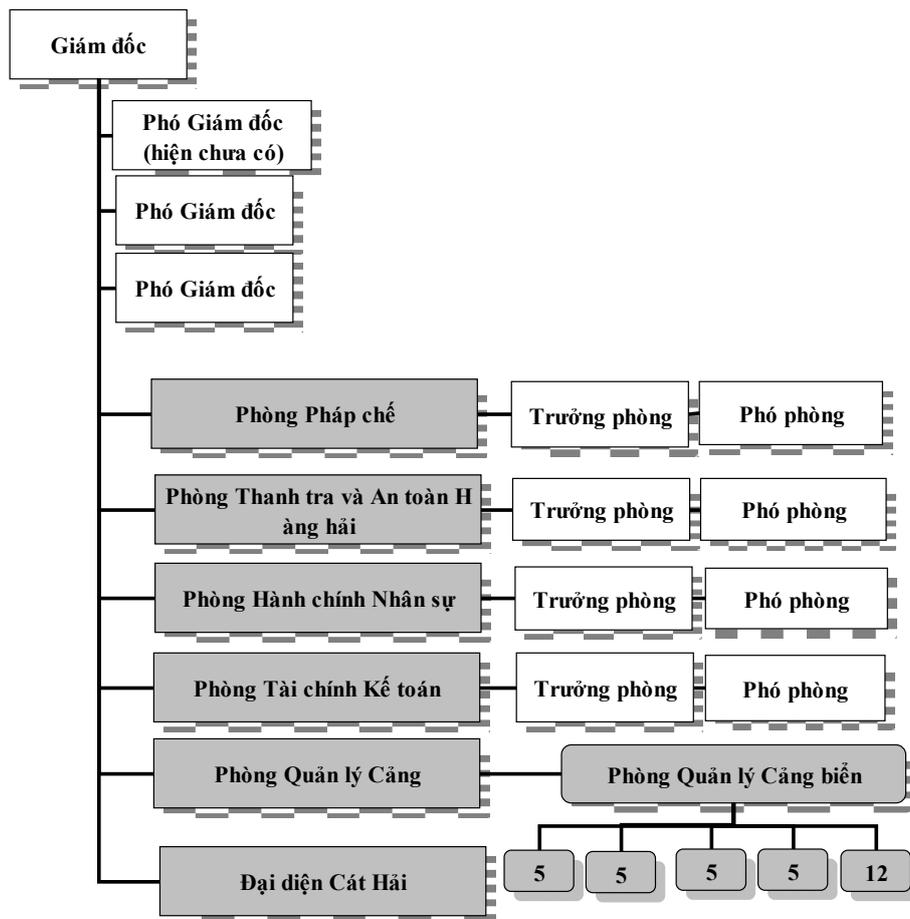 Giám đốc
Phó Giám đốc
(hiện chưa có)
Phó Giám đốc
Phó Giám đốc
Phòng Pháp chế
Trưởng phòng
Phó phòng
Phòng Thanh tra và An toàn H
àng hải
Trưởng phòng
Phó phòng
Phòng Hành chính Nhân sự
Trưởng phòng
Phó phòng
Phòng Tài chính Kế toán
Trưởng phòng
Phó phòng
Phòng Quản lý Cảng
Phòng Quản lý Cảng biển
5
5
5
5
12
Đại diện Cát Hải